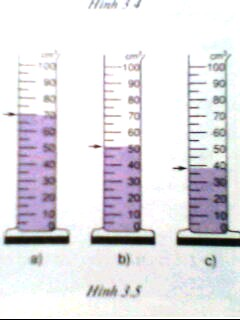 Hình 3.4
cm³ cm³ cm³
100 100 100
90 90 90
80 80 80
70 70 70
60 60 60
50 50 50
40 40 40
30 30 30
20 20 20
10 10 10
0 0 0
a) b) c)
Hình 3.5